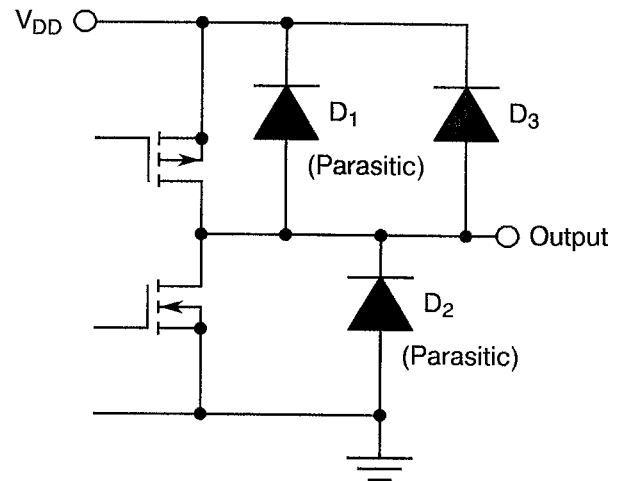 VDD
D1
D3
(Parasitic)
Output
D2
(Parasitic)